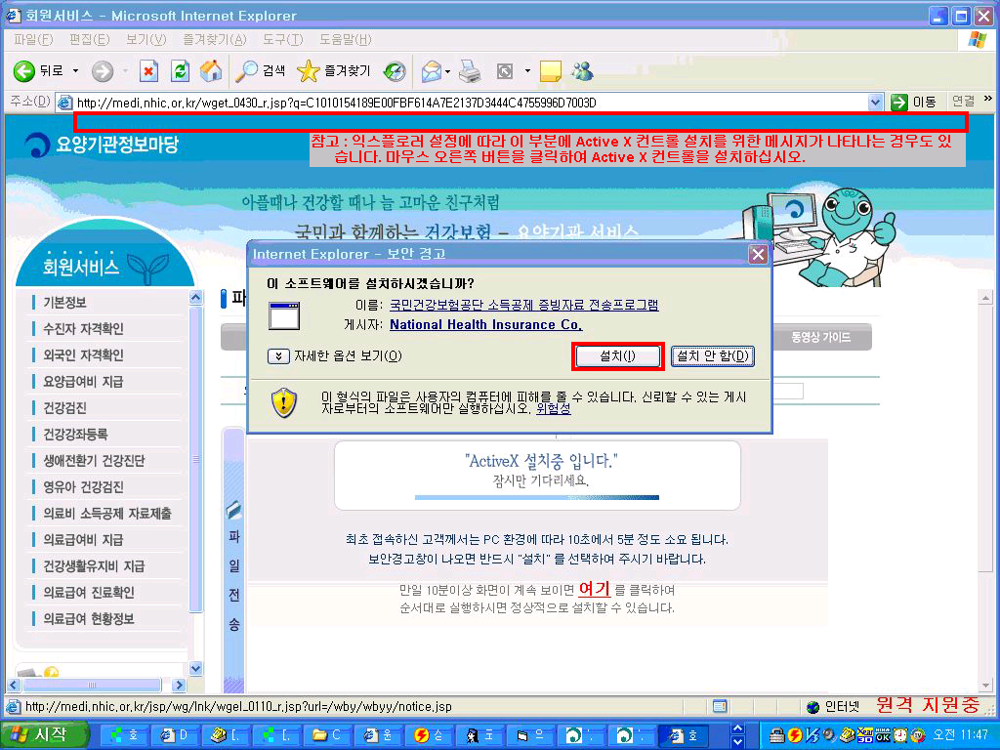 회원서비스 - Microsoft Internet Explorer
파일(F) 편집(E) 보기(V) 즐겨찾기(A) 도구(T) 도움말(H)
뒤로 검색 즐겨찾기
주소(D) http://medi.nhic.or.kr/wget_0430_r.jsp?q=C1010154189E00FBF614A7E2137D3444C4755996D7003D 이동 연결 »
요양기관정보마당
참고 : 익스플로러 설정에 따라 이 부분에 Active X 컨트롤 설치를 위한 메시지가 나타나는 경우도 있
습니다. 마우스 오른쪽 버튼을 클릭하여 Active X 컨트롤을 설치하십시오.
아플때나 건강할 때나 늘 고마운 친구처럼
국민과 함께하는 건강보험 - 요양기관 서비스
회원서비스
기본정보
수진자 자격확인
외국인 자격확인
요양급여비 지급
건강검진
건강강좌등록
생애전환기 건강진단
영유아 건강검진
의료비 소득공제 자료제출
의료급여비 지급
건강생활유지비 지급
의료급여 진료확인
의료급여 현황정보
파
동영상 가이드
Internet Explorer - 보안 경고
이 소프트웨어를 설치하시겠습니까?
이름: 국민건강보험공단 소득공제 증빙자료 전송프로그램
게시자: National Health Insurance Co.
자세한 옵션 보기(O) 설치(I) 설치 안 함(D)
이 형식의 파일은 사용자의 컴퓨터에 피해를 줄 수 있습니다. 신뢰할 수 있는 게시
자로부터의 소프트웨어만 실행하십시오. 위험성
파
일
전
송
"ActiveX 설치중 입니다."
잠시만 기다리세요.
최초 접속하신 고객께서는 PC 환경에 따라 10초에서 5분 정도 소요 됩니다.
보안경고창이 나오면 반드시 "설치" 를 선택하여 주시기 바랍니다.
만일 10분이상 화면이 계속 보이면 여기 를 클릭하여
순서대로 실행하시면 정상적으로 설치할 수 있습니다.
http://medi.nhic.or.kr/jsp/wg/lnk/wgel_0110_r.jsp?url=/wby/wbyy/notice.jsp 인터넷 원격 지원중
시작 오전 11:47